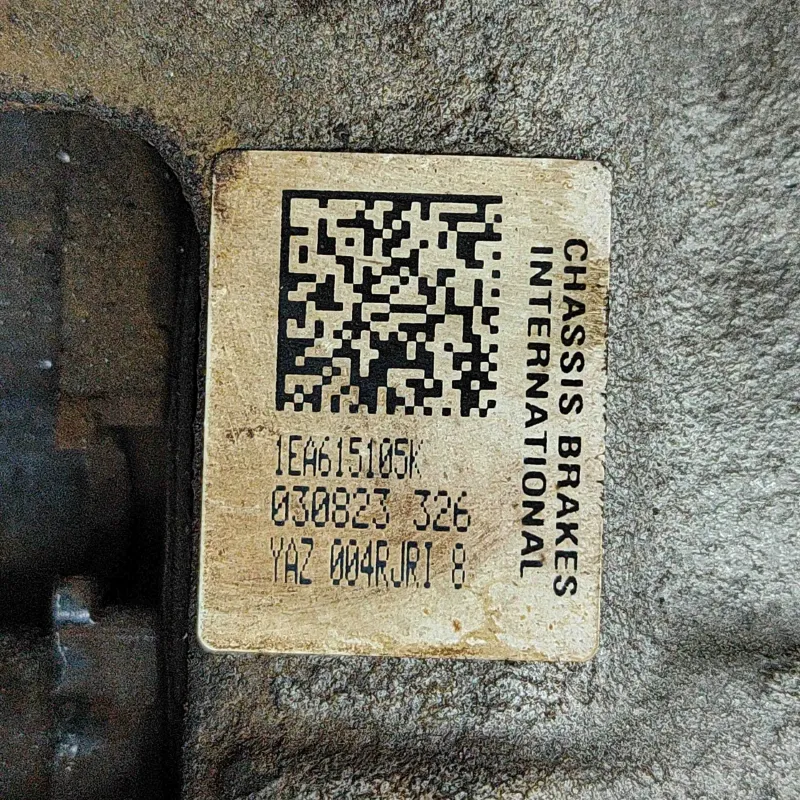 CHASSIS BRAKES
INTERNATIONAL
1EA615105K
030823 326
YAZ 004RJRI 8